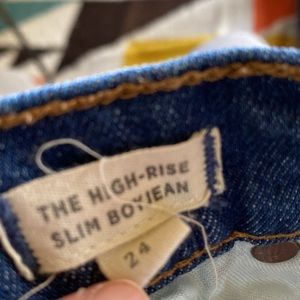 THE HIGH-RISE
SLIM BOYJEAN
24